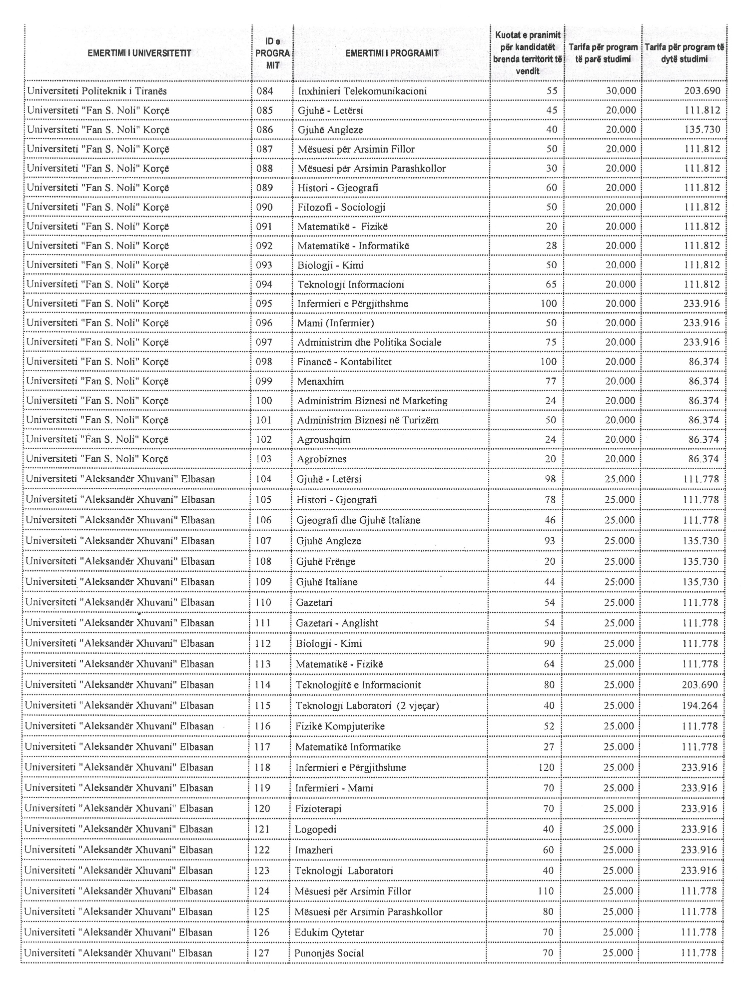 EMERTIMI I UNIVERSITETIT ID e PROGRA MIT EMERTIMI I PROGRAMIT Kuotat e pranimit për kandidatët brenda territorit të vendit Tarifa për program të parë studimi Tarifa për program të dytë studimi
Universiteti Politeknik i Tiranës 084 Inxhinieri Telekomunikacioni 55 30.000 203.690
Universiteti "Fan S. Noli" Korçë 085 Gjuhë - Letërsi 45 20.000 111.812
Universiteti "Fan S. Noli" Korçë 086 Gjuhë Angleze 40 20.000 135.730
Universiteti "Fan S. Noli" Korçë 087 Mësuesi për Arsimin Fillor 50 20.000 111.812
Universiteti "Fan S. Noli" Korçë 088 Mësuesi për Arsimin Parashkollor 30 20.000 111.812
Universiteti "Fan S. Noli" Korçë 089 Histori - Gjeografi 60 20.000 111.812
Universiteti "Fan S. Noli" Korçë 090 Filozofi - Sociologji 50 20.000 111.812
Universiteti "Fan S. Noli" Korçë 091 Matematikë - Fizikë 20 20.000 111.812
Universiteti "Fan S. Noli" Korçë 092 Matematikë - Informatikë 28 20.000 111.812
Universiteti "Fan S. Noli" Korçë 093 Biologji - Kimi 50 20.000 111.812
Universiteti "Fan S. Noli" Korçë 094 Teknologji Informacioni 65 20.000 111.812
Universiteti "Fan S. Noli" Korçë 095 Infermieri e Përgjithshme 100 20.000 233.916
Universiteti "Fan S. Noli" Korçë 096 Mami (Infermier) 50 20.000 233.916
Universiteti "Fan S. Noli" Korçë 097 Administrim dhe Politika Sociale 75 20.000 233.916
Universiteti "Fan S. Noli" Korçë 098 Financë - Kontabilitet 100 20.000 86.374
Universiteti "Fan S. Noli" Korçë 099 Menaxhim 77 20.000 86.374
Universiteti "Fan S. Noli" Korçë 100 Administrim Biznesi në Marketing 24 20.000 86.374
Universiteti "Fan S. Noli" Korçë 101 Administrim Biznesi në Turizëm 50 20.000 86.374
Universiteti "Fan S. Noli" Korçë 102 Agroushqim 24 20.000 86.374
Universiteti "Fan S. Noli" Korçë 103 Agrobiznes 20 20.000 86.374
Universiteti "Aleksandër Xhuvani" Elbasan 104 Gjuhë - Letërsi 98 25.000 111.778
Universiteti "Aleksandër Xhuvani" Elbasan 105 Histori - Gjeografi 78 25.000 111.778
Universiteti "Aleksandër Xhuvani" Elbasan 106 Gjeografi dhe Gjuhë Italiane 46 25.000 111.778
Universiteti "Aleksandër Xhuvani" Elbasan 107 Gjuhë Angleze 93 25.000 135.730
Universiteti "Aleksandër Xhuvani" Elbasan 108 Gjuhë Frënge 20 25.000 135.730
Universiteti "Aleksandër Xhuvani" Elbasan 109 Gjuhë Italiane 44 25.000 135.730
Universiteti "Aleksandër Xhuvani" Elbasan 110 Gazetari 54 25.000 111.778
Universiteti "Aleksandër Xhuvani" Elbasan 111 Gazetari - Anglisht 54 25.000 111.778
Universiteti "Aleksandër Xhuvani" Elbasan 112 Biologji - Kimi 90 25.000 111.778
Universiteti "Aleksandër Xhuvani" Elbasan 113 Matematikë - Fizikë 64 25.000 111.778
Universiteti "Aleksandër Xhuvani" Elbasan 114 Teknologjitë e Informacionit 80 25.000 203.690
Universiteti "Aleksandër Xhuvani" Elbasan 115 Teknologji Laboratori (2 vjeçar) 40 25.000 194.264
Universiteti "Aleksandër Xhuvani" Elbasan 116 Fizikë Kompjuterike 52 25.000 111.778
Universiteti "Aleksandër Xhuvani" Elbasan 117 Matematikë Informatike 27 25.000 111.778
Universiteti "Aleksandër Xhuvani" Elbasan 118 Infermieri e Përgjithshme 120 25.000 233.916
Universiteti "Aleksandër Xhuvani" Elbasan 119 Infermieri - Mami 70 25.000 233.916
Universiteti "Aleksandër Xhuvani" Elbasan 120 Fizioterapi 70 25.000 233.916
Universiteti "Aleksandër Xhuvani" Elbasan 121 Logopedi 40 25.000 233.916
Universiteti "Aleksandër Xhuvani" Elbasan 122 Imazheri 60 25.000 233.916
Universiteti "Aleksandër Xhuvani" Elbasan 123 Teknologji Laboratori 40 25.000 233.916
Universiteti "Aleksandër Xhuvani" Elbasan 124 Mësuesi për Arsimin Fillor 110 25.000 111.778
Universiteti "Aleksandër Xhuvani" Elbasan 125 Mësuesi për Arsimin Parashkollor 80 25.000 111.778
Universiteti "Aleksandër Xhuvani" Elbasan 126 Edukim Qytetar 70 25.000 111.778
Universiteti "Aleksandër Xhuvani" Elbasan 127 Punonjës Social 70 25.000 111.778